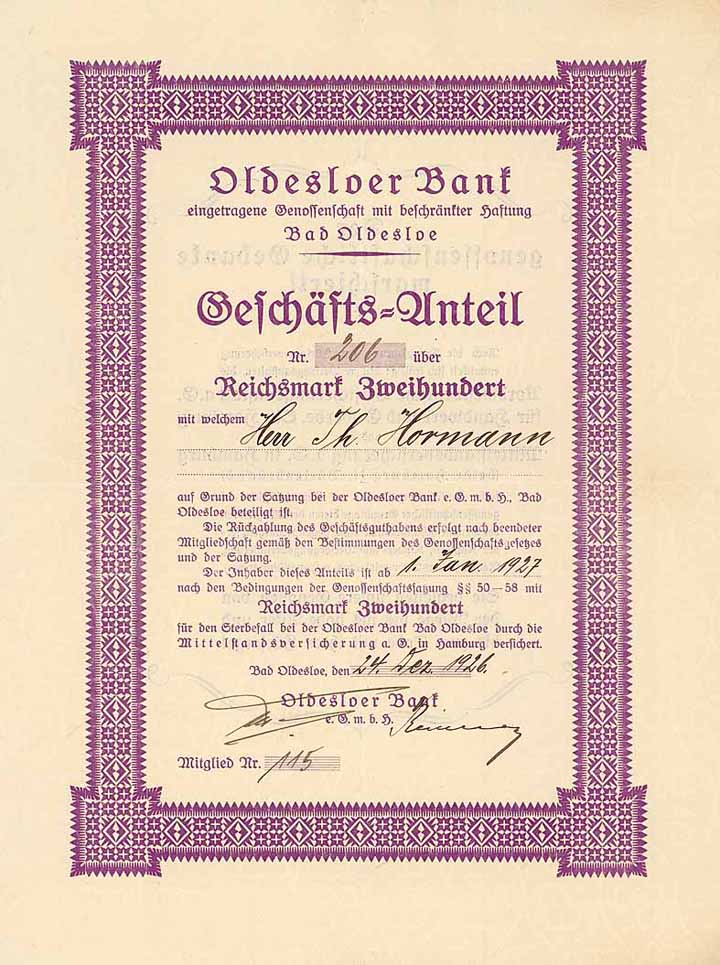 Oldesloer Bank
eingetragene Genossenschaft mit beschränkter Haftung
Bad Oldesloe
Geschäfts-Anteil
Nr. 206 über
Reichsmark Zweihundert
mit welchem Herr Th. Hormann
auf Grund der Satzung bei der Oldesloer Bank e. G. m. b. H., Bad
Oldesloe beteiligt ist.
Die Rückzahlung des Geschäftsguthabens erfolgt nach beendeter
Mitgliedschaft gemäß den Bestimmungen des Genossenschaftsgesetzes
und der Satzung.
Der Inhaber dieses Anteils ist ab 1. Jan. 1927
nach den Bedingungen der Genossenschaftssatzung §§ 50–58 mit
Reichsmark Zweihundert
für den Sterbefall bei der Oldesloer Bank Bad Oldesloe durch die
Mittelstandsversicherung a. G. in Hamburg versichert.
Bad Oldesloe, den 24. Dez. 1926.
Oldesloer Bank
e. G. m. b. H.
Mitglied Nr. 115